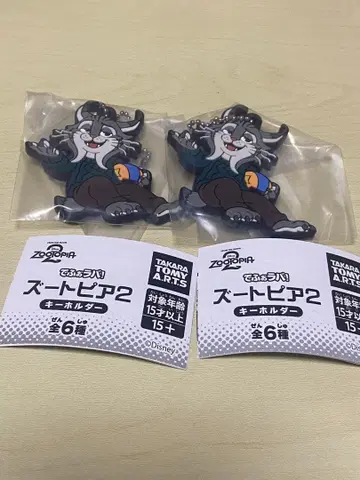 ZOOTOPIA
2
でふぉラバ!
ズートピア2
キーホルダー
ぜん しゅ
全6種
TAKARA
TOMY
A.R.T.S
対象年齢
15才以上
15+
©Disney
ZOOTOPIA
2
でふぉラバ!
ズートピア2
キーホルダー
ぜん しゅ
全6種
TAKARA
TOMY
A.R.T.S
対象年齢
15才以上
15+